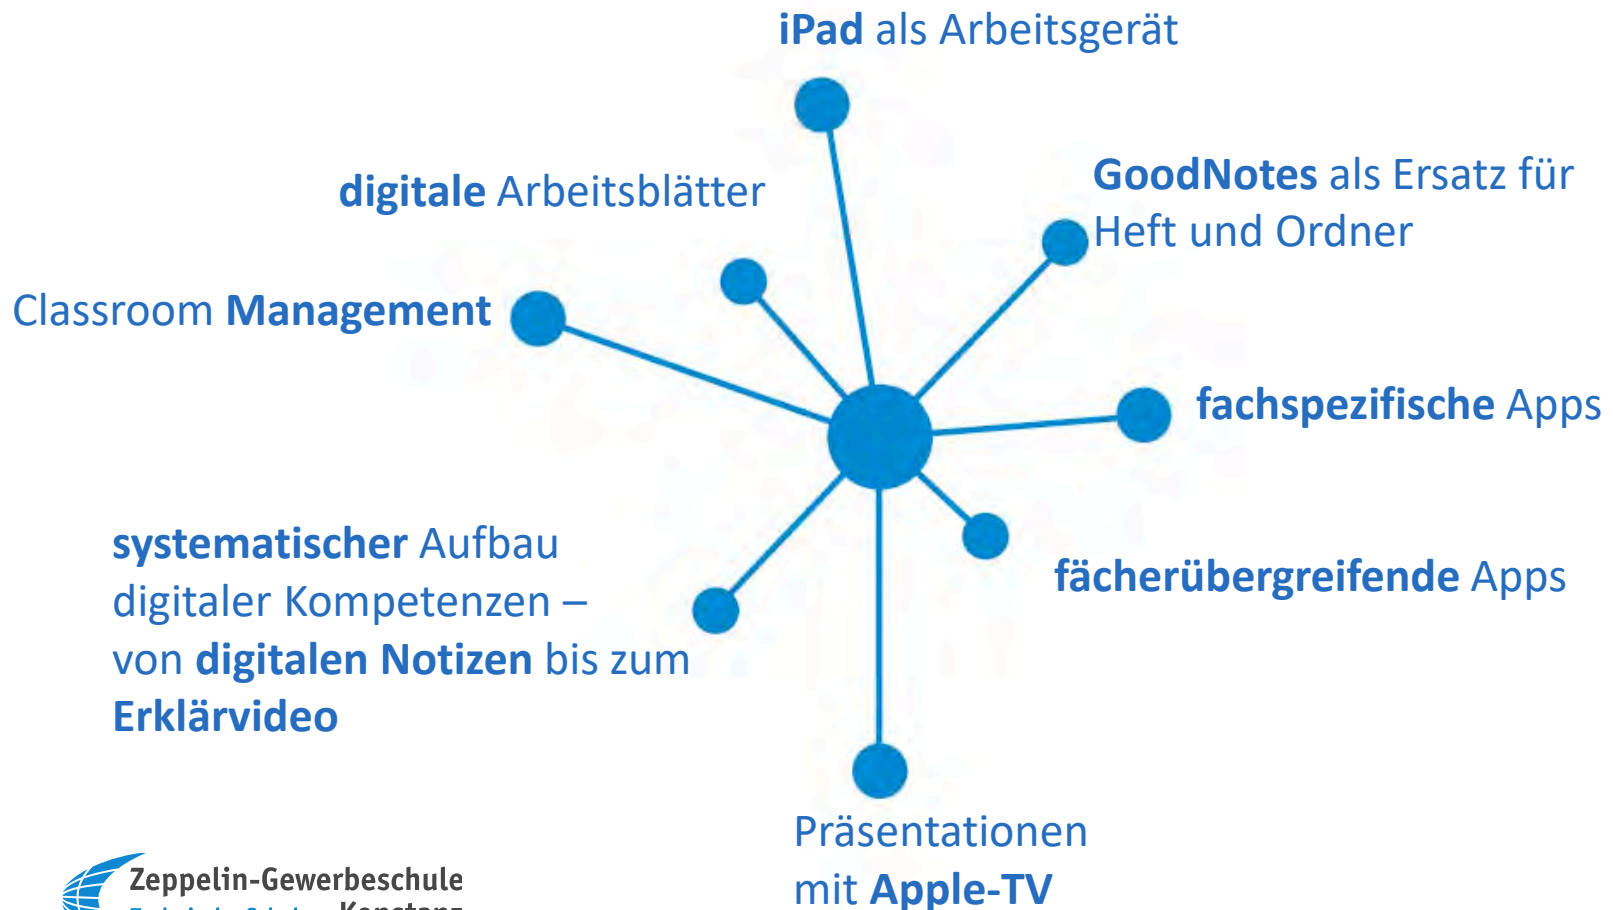 iPad als Arbeitsgerät
GoodNotes als Ersatz für
Heft und Ordner
digitale Arbeitsblätter
Classroom Management
fachspezifische Apps
fächerübergreifende Apps
systematischer Aufbau
digitaler Kompetenzen –
von digitalen Notizen bis zum
Erklärvideo
Präsentationen
mit Apple-TV
Zeppelin-Gewerbeschule
Konstanz